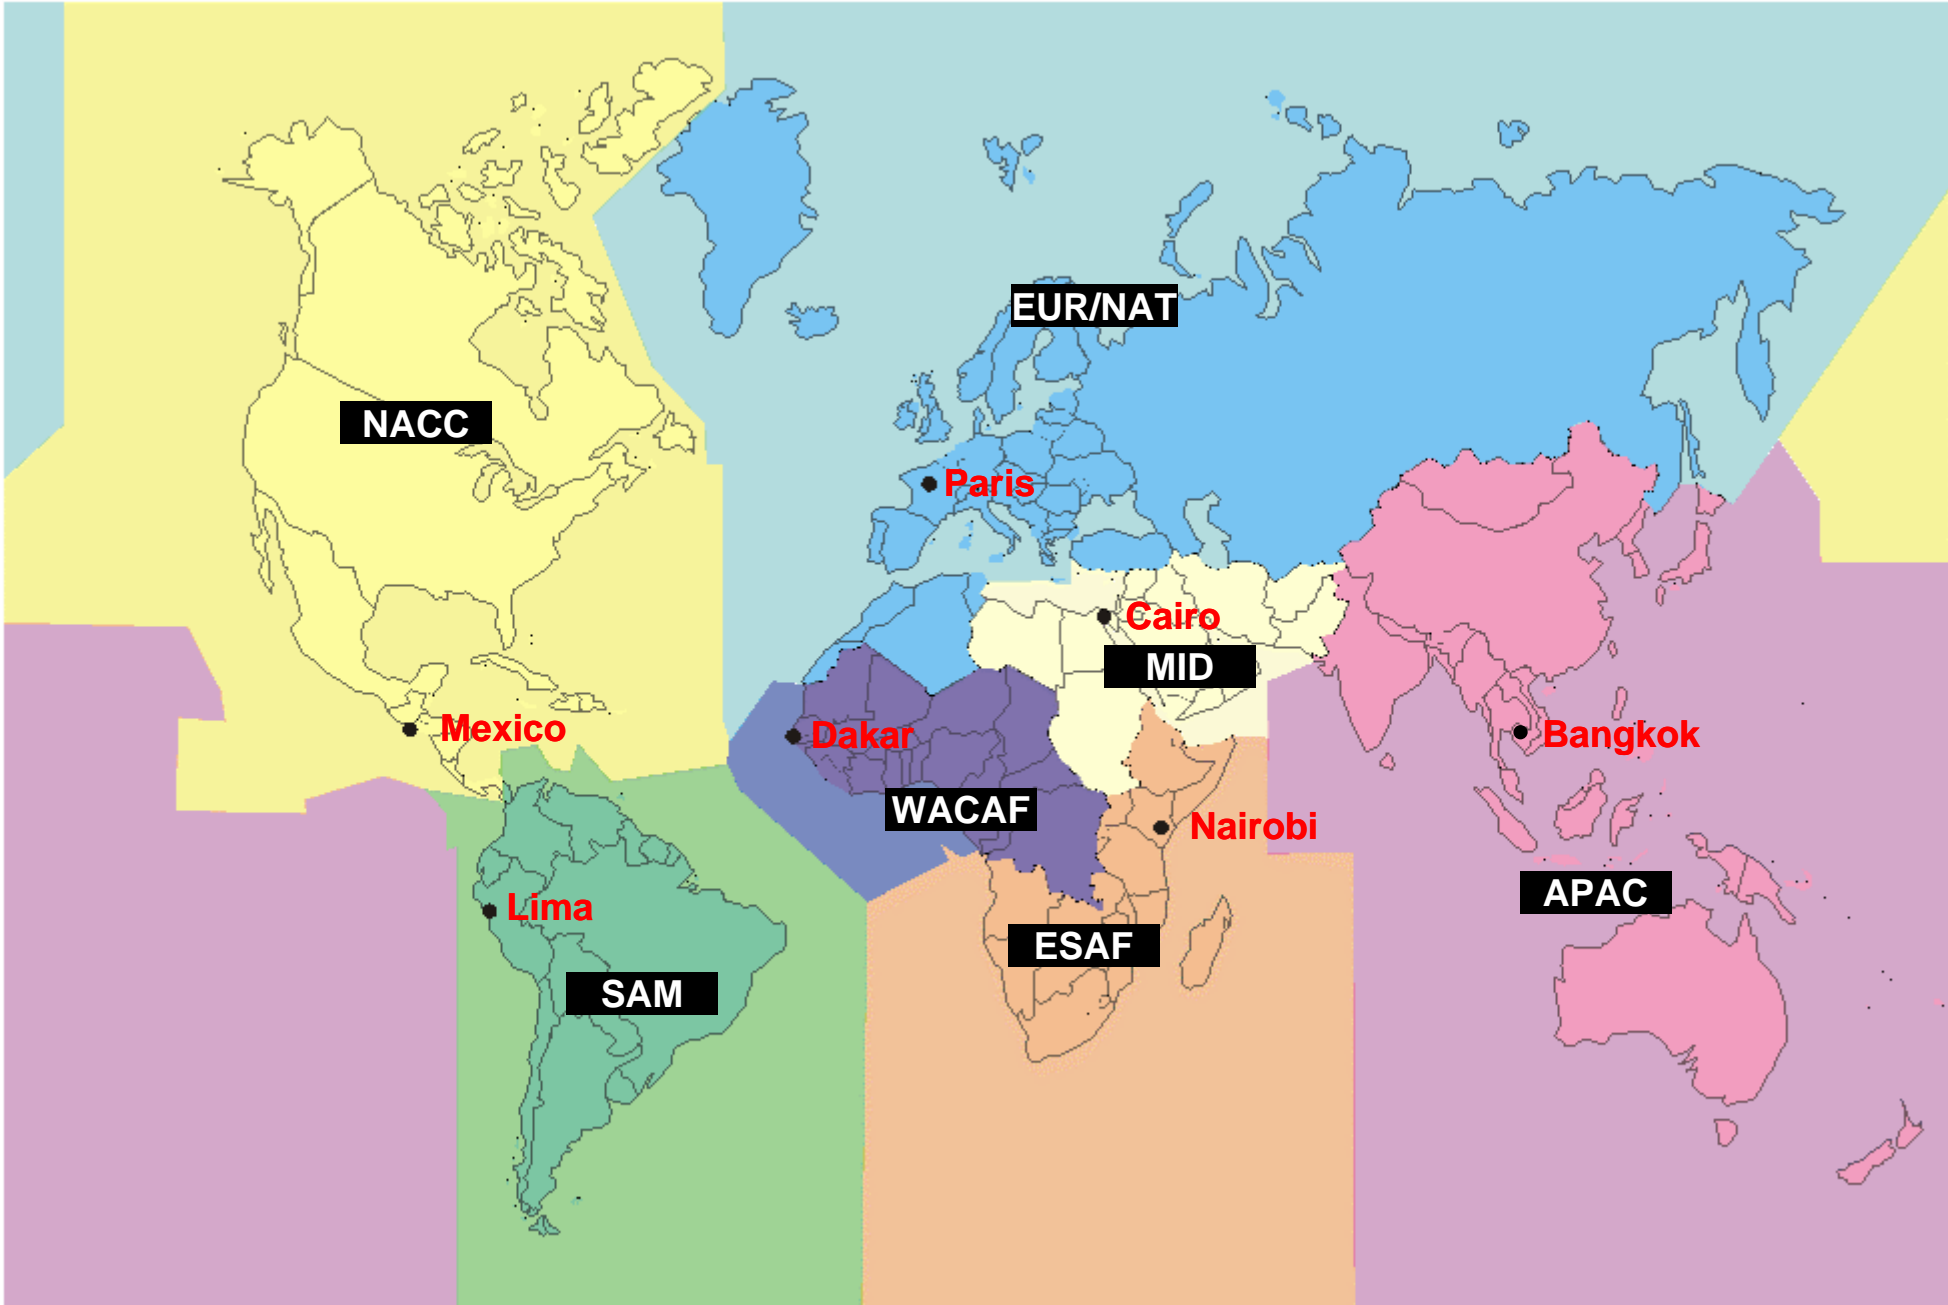 EUR/NAT
NACC
Paris
Cairo
MID
Mexico
Dakar
Bangkok
WACAF
Nairobi
APAC
Lima
ESAF
SAM